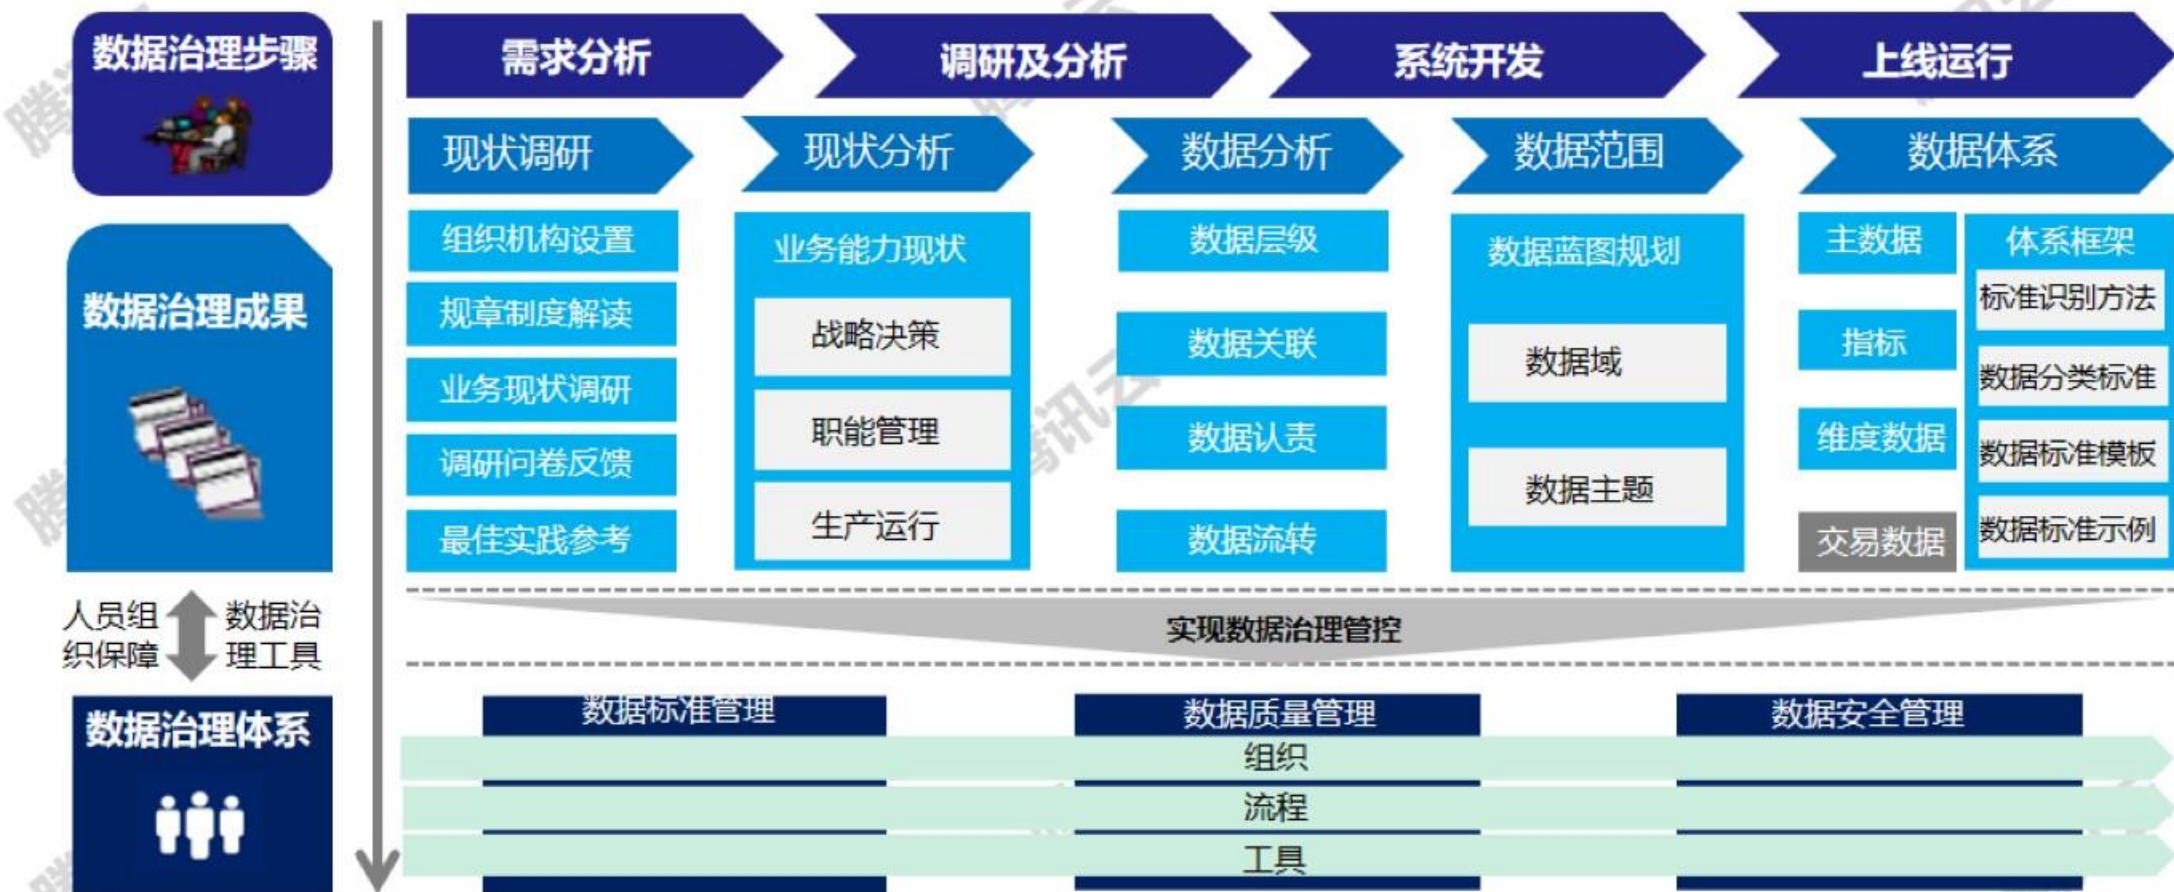 数据治理步骤
需求分析
调研及分析
系统开发
上线运行
现状调研
现状分析
数据分析
数据范围
数据体系
数据治理成果
组织机构设置
规章制度解读
业务现状调研
调研问卷反馈
最佳实践参考
业务能力现状
战略决策
职能管理
生产运行
数据层级
数据关联
数据认责
数据流转
数据蓝图规划
数据域
数据主题
主数据
指标
维度数据
交易数据
体系框架
标准识别方法
数据分类标准
数据标准模板
数据标准示例
人员组
织保障
数据治
理工具
实现数据治理管控
数据治理体系
数据标准管理
数据质量管理
数据安全管理
组织
流程
工具
腾讯云